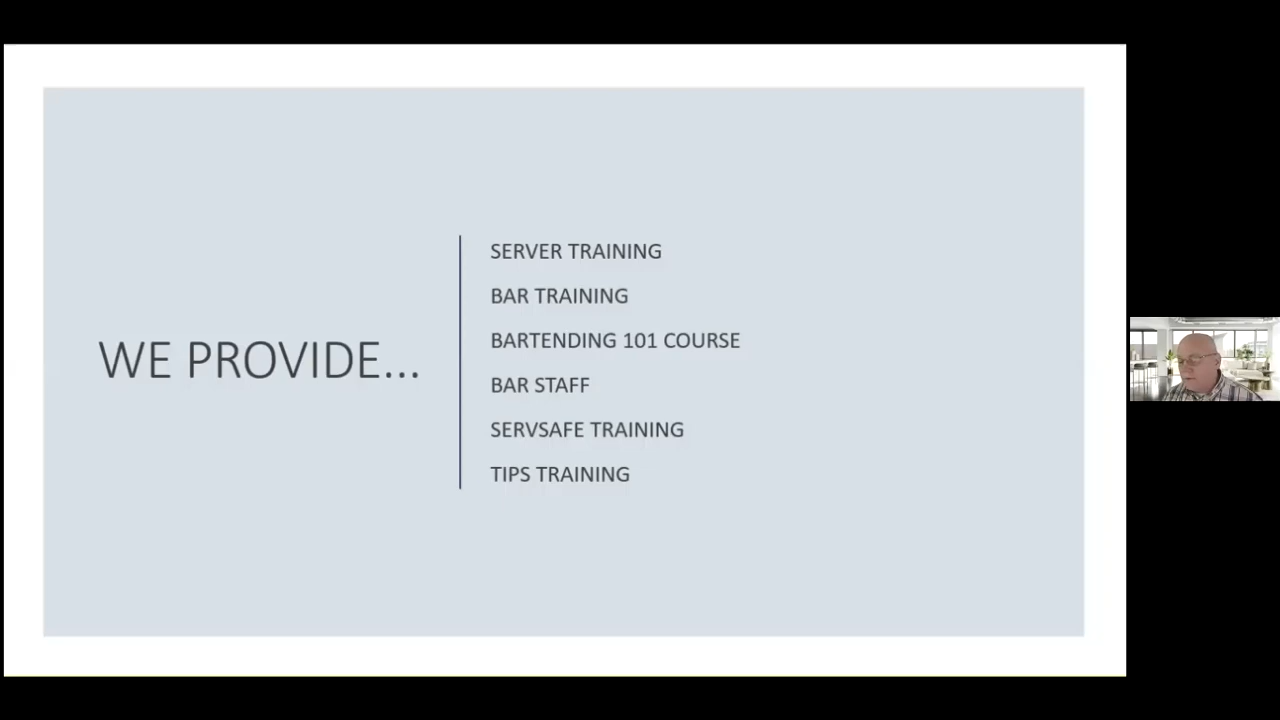 WE PROVIDE...
SERVER TRAINING
BAR TRAINING
BARTENDING 101 COURSE
BAR STAFF
SERVSAFE TRAINING
TIPS TRAINING